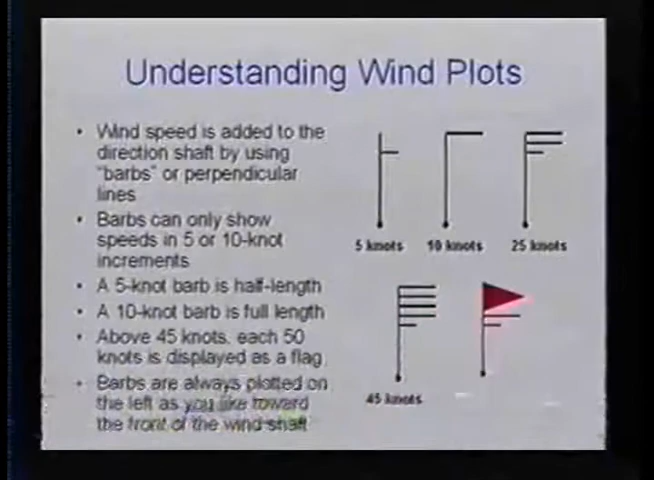 Understanding Wind Plots
• Wind speed is added to the
direction shaft by using
"barbs" or perpendicular
lines
• Barbs can only show
speeds in 5 or 10-knot
increments
• A 5-knot barb is half-length
• A 10-knot barb is full length
• Above 45 knots, each 50
knots is displayed as a flag
• Barbs are always plotted on
the left as you like toward
the front of the wind shaft
5 knots
10 knots
25 knots
45 knots